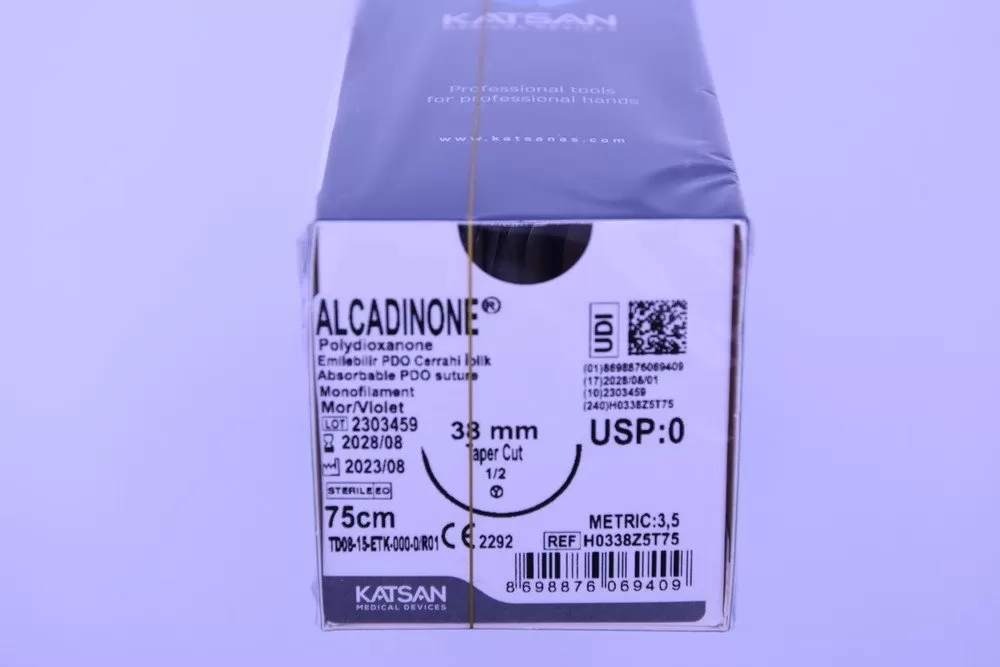 KATSAN
MEDICAL DEVICES
Professional tools
for professional hands
www.katsanas.com
ALCADINONE®
Polydioxanone
Emilebilir PDO Cerrahi İplik
Absorbable PDO suture
Monofilament
Mor/Violet
LOT 2303459
2028/08
2023/08
STERILE EO
75cm
TD08-15-ETK-000-0/R01
CE 2292
38 mm
Taper Cut
1/2
UDI
(01)8698876069409
(17)2028/08/01
(10)2303459
(240)H0338Z5T75
USP:0
METRIC:3,5
REF H0338Z5T75
8 698876 069409
KATSAN
MEDICAL DEVICES